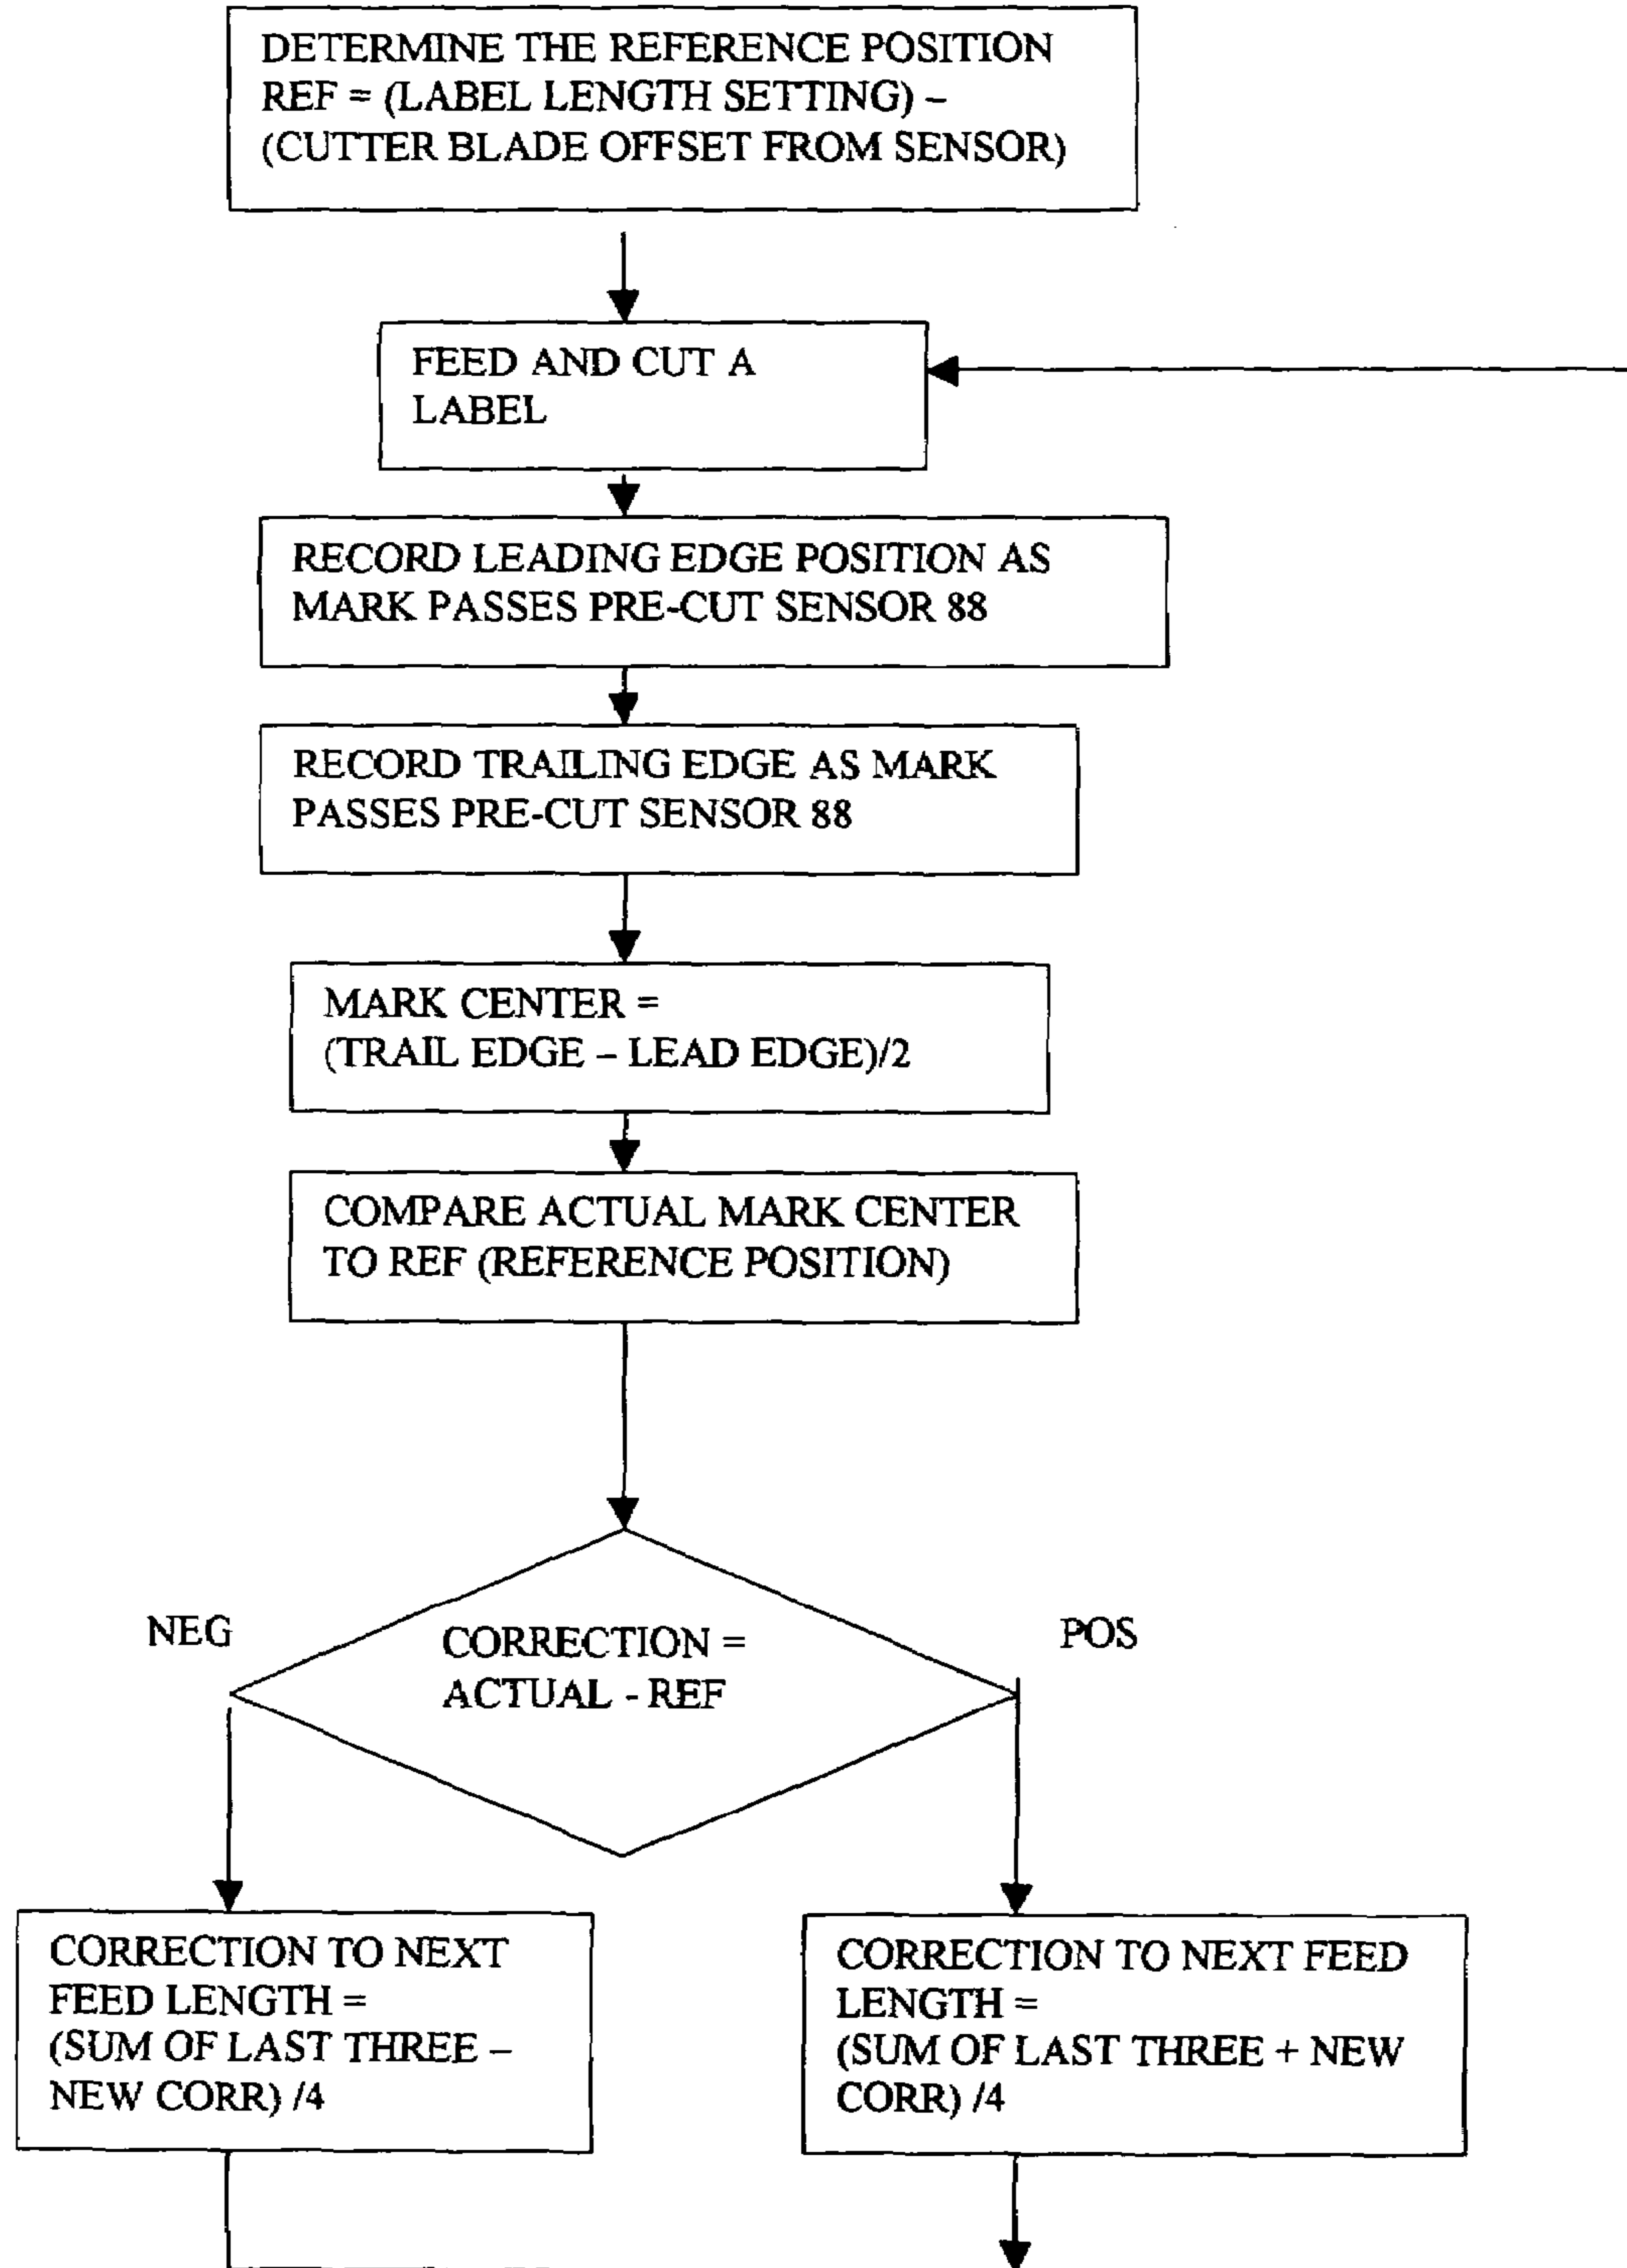 DETERMINE THE REFERENCE POSITION
REF = (LABEL LENGTH SETTING) –
(CUTTER BLADE OFFSET FROM SENSOR)
FEED AND CUT A
LABEL
RECORD LEADING EDGE POSITION AS
MARK PASSES PRE-CUT SENSOR 88
RECORD TRAILING EDGE AS MARK
PASSES PRE-CUT SENSOR 88
MARK CENTER =
(TRAIL EDGE – LEAD EDGE)/2
COMPARE ACTUAL MARK CENTER
TO REF (REFERENCE POSITION)
NEG
CORRECTION =
ACTUAL - REF
POS
CORRECTION TO NEXT
FEED LENGTH =
(SUM OF LAST THREE –
NEW CORR) /4
CORRECTION TO NEXT FEED
LENGTH =
(SUM OF LAST THREE + NEW
CORR) /4